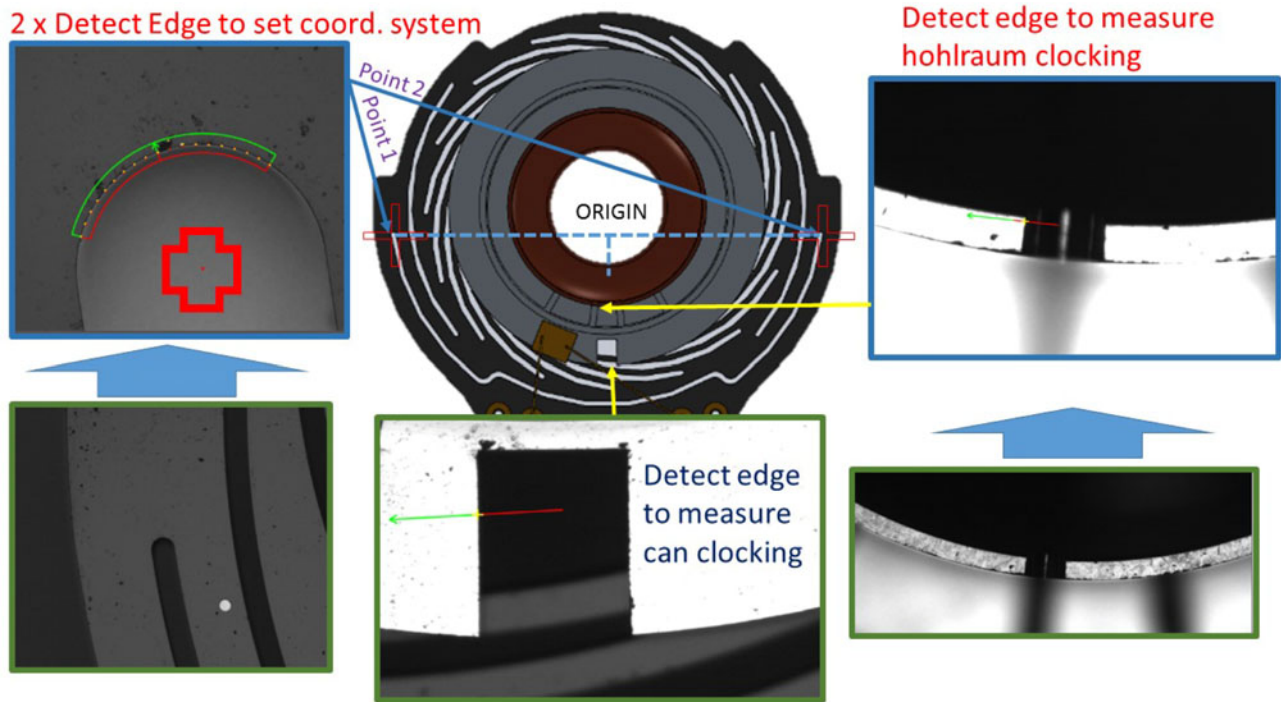 2 x Detect Edge to set coord. system
Detect edge to measure
hohlraum clocking
Point 2
Point 1
ORIGIN
Detect edge
to measure
can clocking